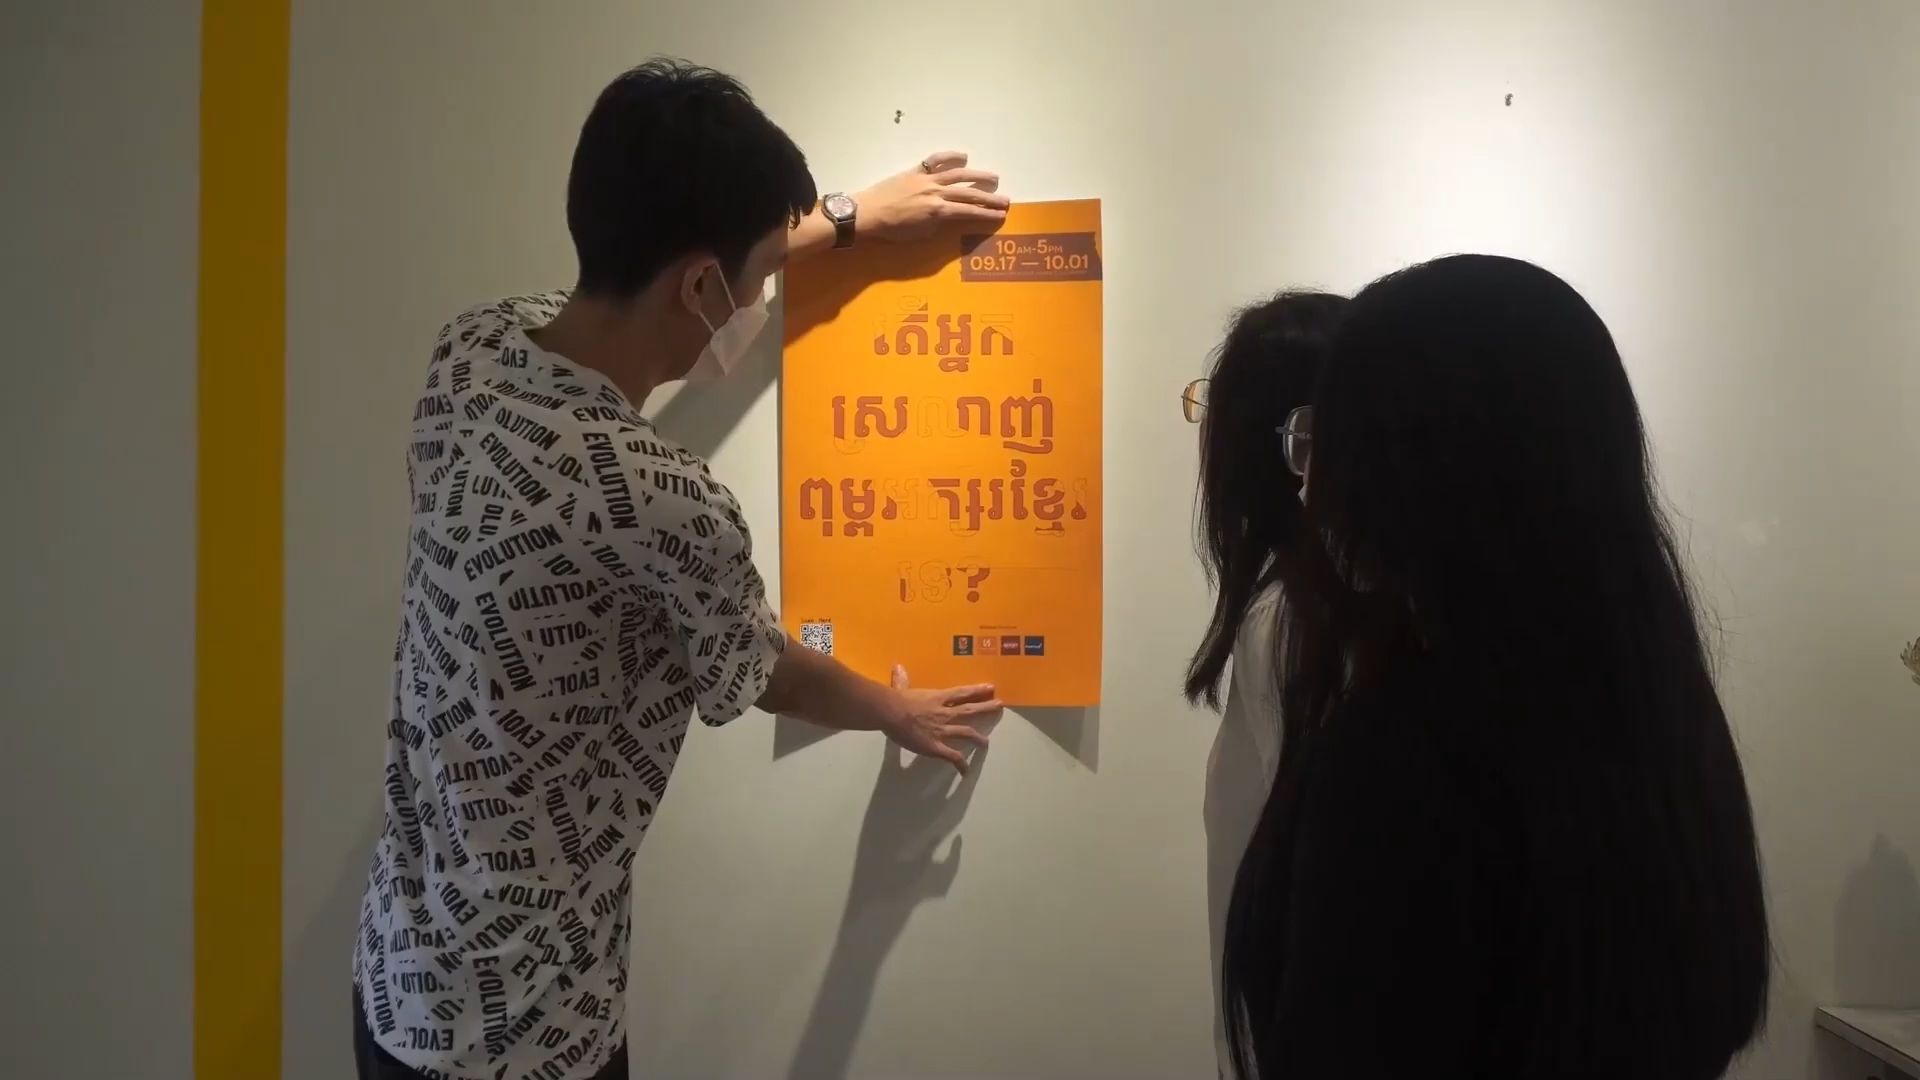 10AM-5PM
09.17 — 10.01
តើអ្នក
ស្រលាញ់
ពុម្ពអក្សរខ្មែរ
ទេ?
EVOLUTION